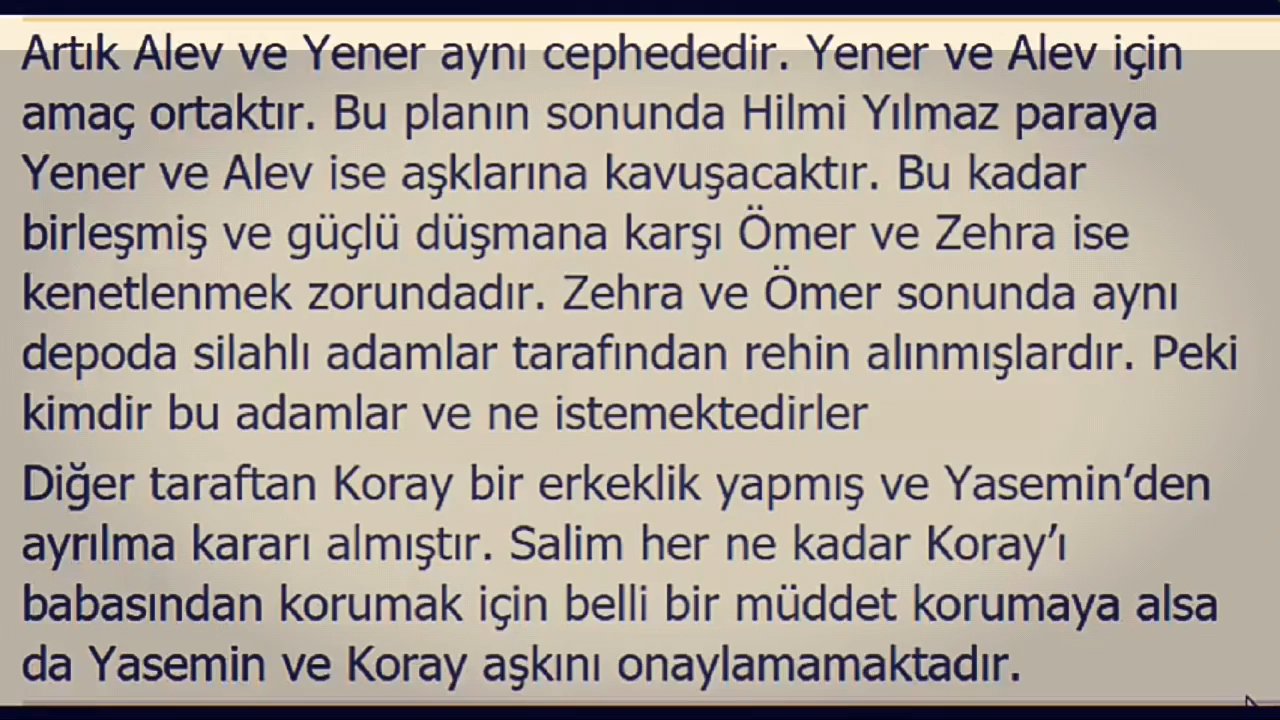 Artık Alev ve Yener aynı cephededir. Yener ve Alev için
amaç ortaktır. Bu planın sonunda Hilmi Yılmaz paraya
Yener ve Alev ise aşklarına kavuşacaktır. Bu kadar
birleşmiş ve güçlü düşmana karşı Ömer ve Zehra ise
kenetlenmek zorundadır. Zehra ve Ömer sonunda aynı
depoda silahlı adamlar tarafından rehin alınmışlardır. Peki
kimdir bu adamlar ve ne istemektedirler
Diğer taraftan Koray bir erkeklik yapmış ve Yasemin’den
ayrılma kararı almıştır. Salim her ne kadar Koray’ı
babasından korumak için belli bir müddet korumaya alsa
da Yasemin ve Koray aşkını onaylamamaktadır.